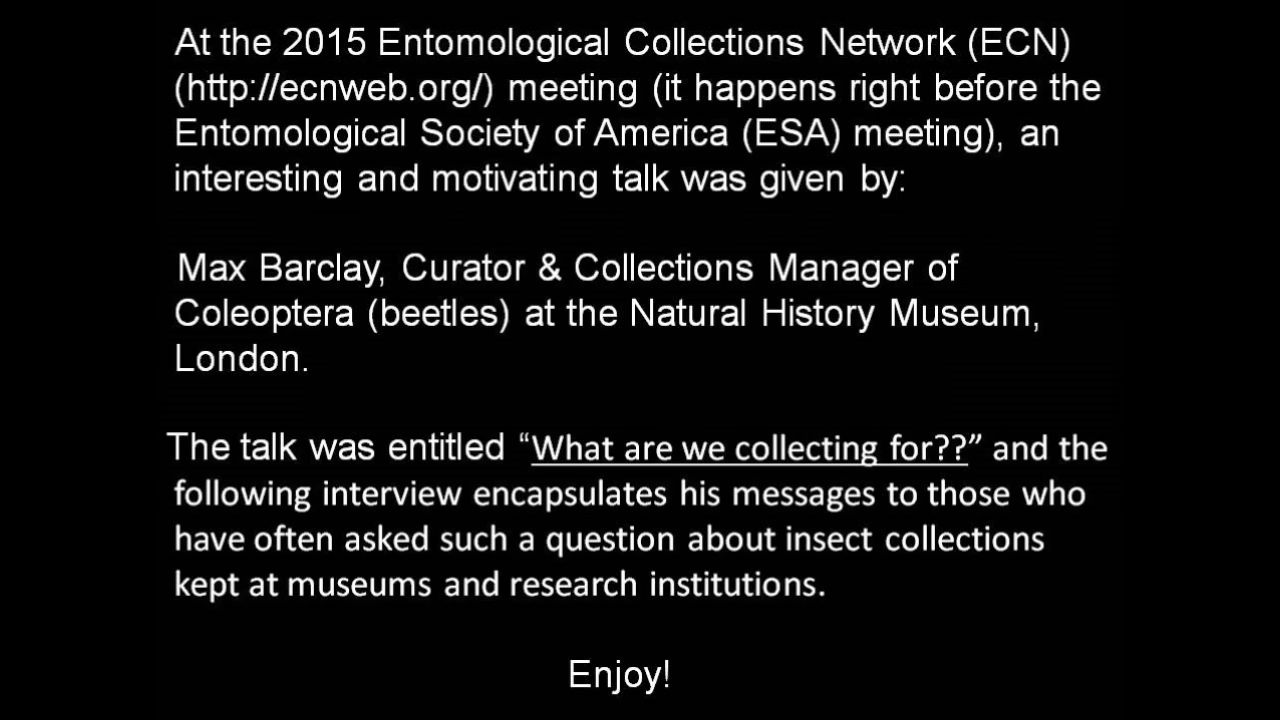 At the 2015 Entomological Collections Network (ECN)
(http://ecnweb.org/) meeting (it happens right before the
Entomological Society of America (ESA) meeting), an
interesting and motivating talk was given by:
Max Barclay, Curator & Collections Manager of
Coleoptera (beetles) at the Natural History Museum,
London.
The talk was entitled “What are we collecting for??” and the
following interview encapsulates his messages to those who
have often asked such a question about insect collections
kept at museums and research institutions.
Enjoy!